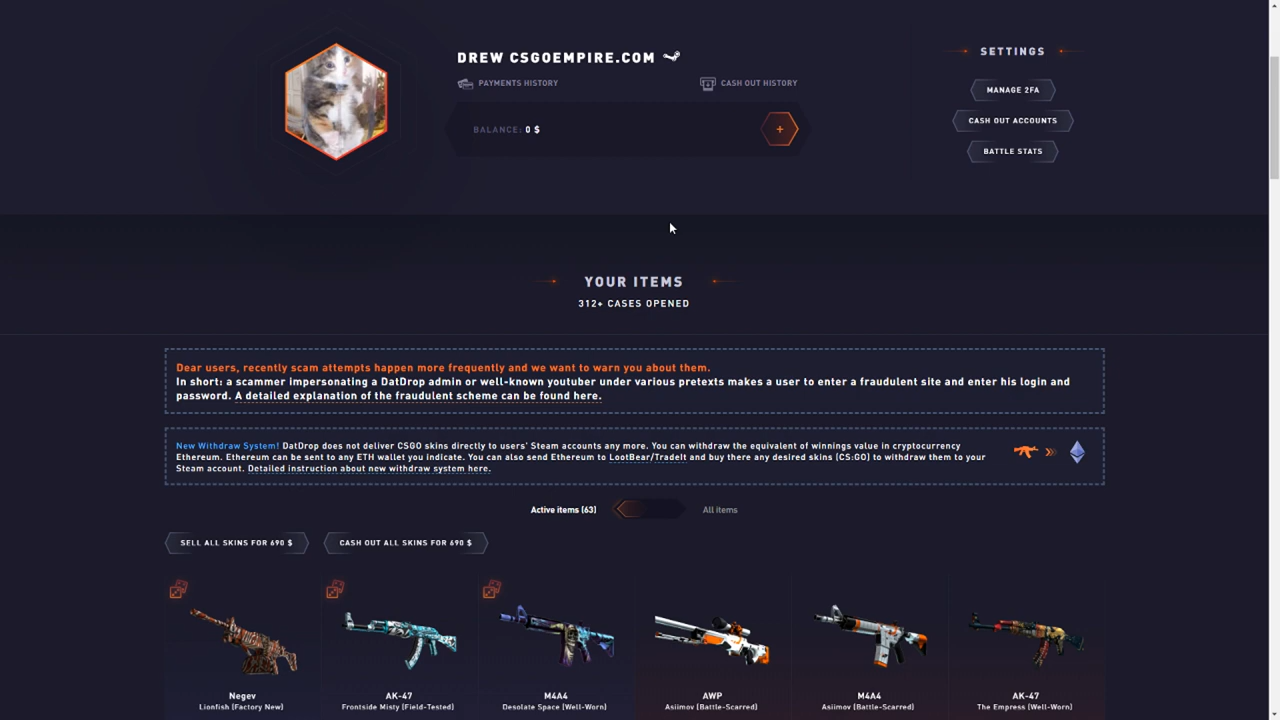 DREW CSGOEMPIRE.COM
SETTINGS
PAYMENTS HISTORY
CASH OUT HISTORY
MANAGE 2FA
CASH OUT ACCOUNTS
BALANCE: 0 $
+
BATTLE STATS
YOUR ITEMS
312+ CASES OPENED
Dear users, recently scam attempts happen more frequently and we want to warn you about them.
In short: a scammer impersonating a DatDrop admin or well-known youtuber under various pretexts makes a user to enter a fraudulent site and enter his login and
password. A detailed explanation of the fraudulent scheme can be found here.
New Withdraw System! DatDrop does not deliver CSGO skins directly to users' Steam accounts any more. You can withdraw the equivalent of winnings value in cryptocurrency
Ethereum. Ethereum can be sent to any ETH wallet you indicate. You can also send Ethereum to LootBear/TradeIt and buy there any desired skins (CS:GO) to withdraw them to your
Steam account. Detailed instruction about new withdraw system here.
Active items (63)
All items
SELL ALL SKINS FOR 690 $
CASH OUT ALL SKINS FOR 690 $
Negev
Lionfish (Factory New)
AK-47
Frontside Misty (Field-Tested)
M4A4
Desolate Space (Well-Worn)
AWP
Asiimov (Battle-Scarred)
M4A4
Asiimov (Battle-Scarred)
AK-47
The Empress (Well-Worn)